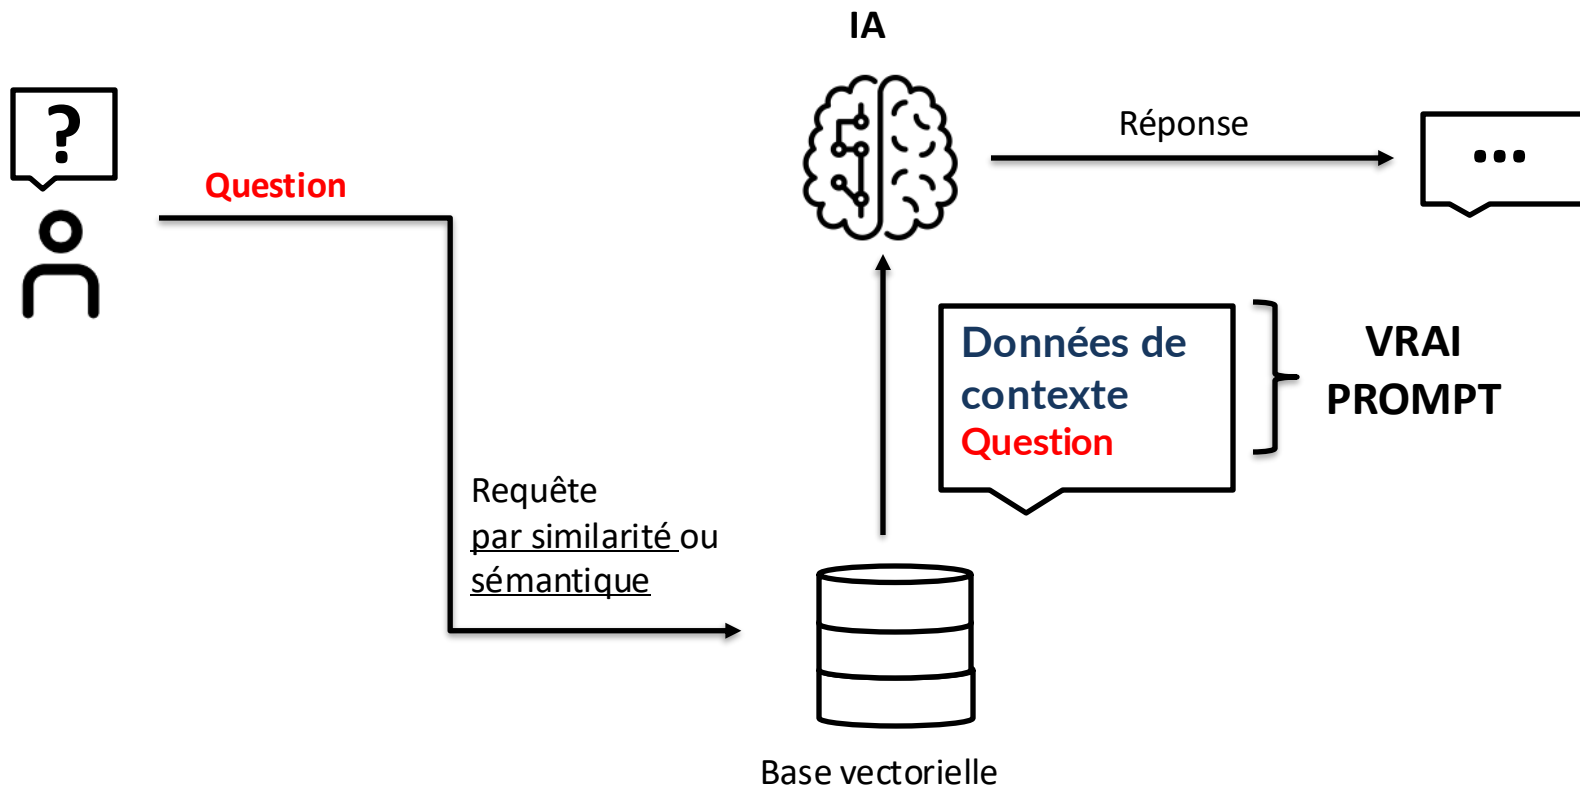 IA
?
Réponse
...
Question
Données de
contexte
Question
VRAI
PROMPT
Requête
par similarité ou
sémantique
Base vectorielle